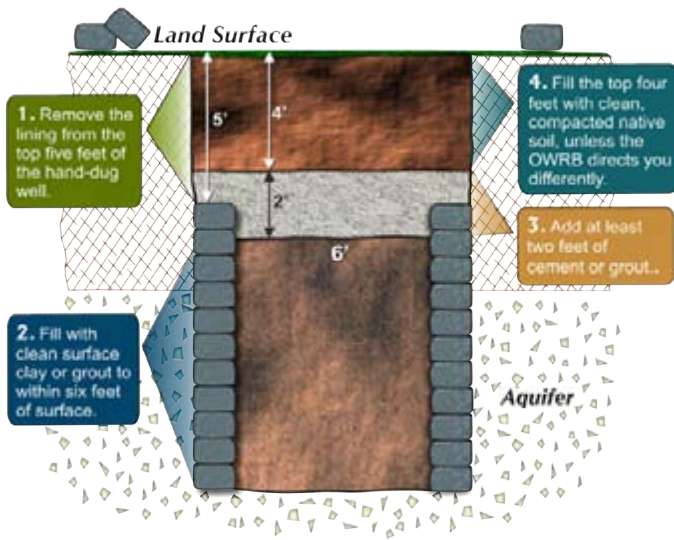 Land Surface
1. Remove the
lining from the
top five feet of
the hand-dug
well.
5'
4'
4. Fill the top four
feet with clean,
compacted native
soil, unless the
OWRB directs you
differently.
2'
3. Add at least
two feet of
cement or grout..
6'
2. Fill with
clean surface
clay or grout to
within six feet
of surface.
Aquifer